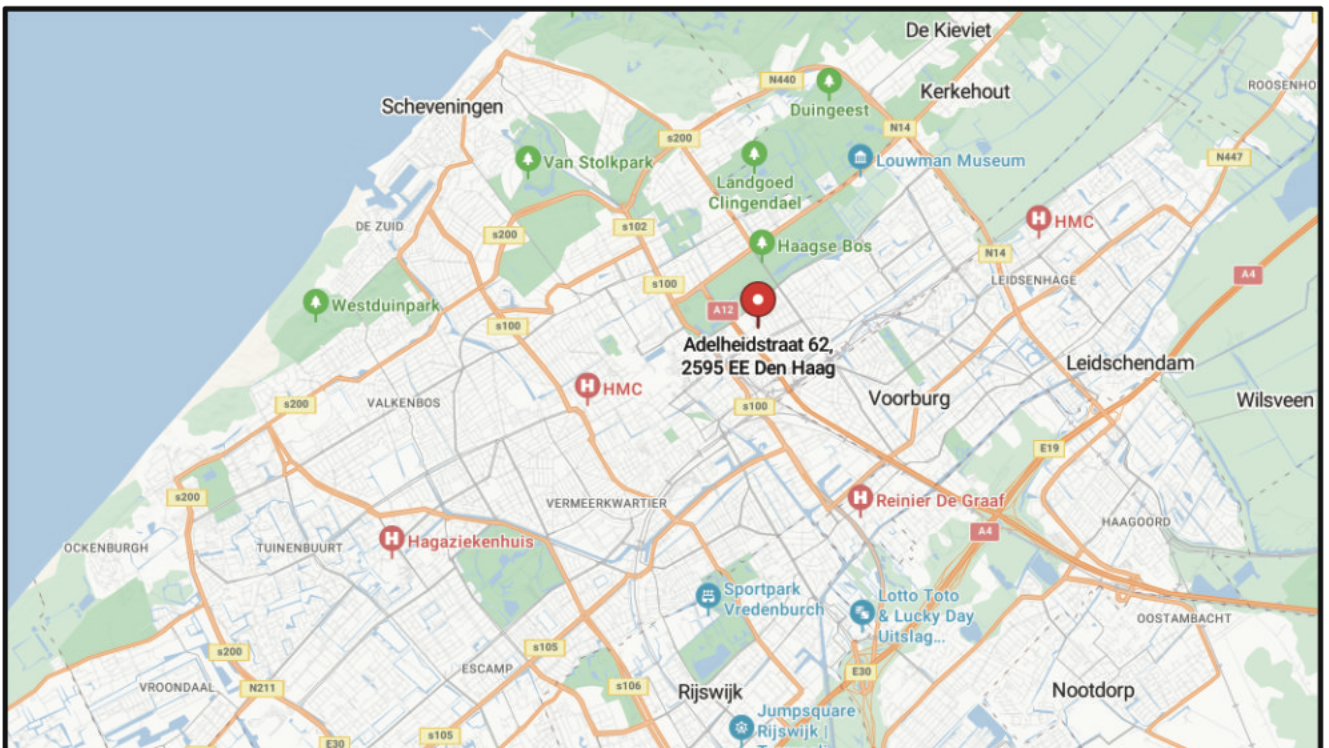 De Kieviet
N440
Duingeest
Kerkehout
ROOSENHO
Scheveningen
s200
N14
Van Stolkpark
Landgoed
Clingendael
Louwman Museum
N447
DE ZUID
s200
s102
Haagse Bos
HMC
N14
LEIDSENHAGE
A4
s100
Westduinpark
A12
s100
Adelheidstraat 62,
2595 EE Den Haag
Leidschendam
HMC
Voorburg
Wilsveen
s200
VALKENBOS
s100
E19
s200
VERMEERKWARTIER
Reinier De Graaf
HAAGOORD
A4
OCKENBURGH
TUINENBUURT
Hagaziekenhuis
Sportpark
Vredenburch
Lotto Toto
& Lucky Day
Uitslag...
OOSTAMBACHT
s200
s105
ESCAMP
E30
VROONDAAL
N211
s106
Rijswijk
Nootdorp
Jumpsquare
Rijswijk |
s105
E30